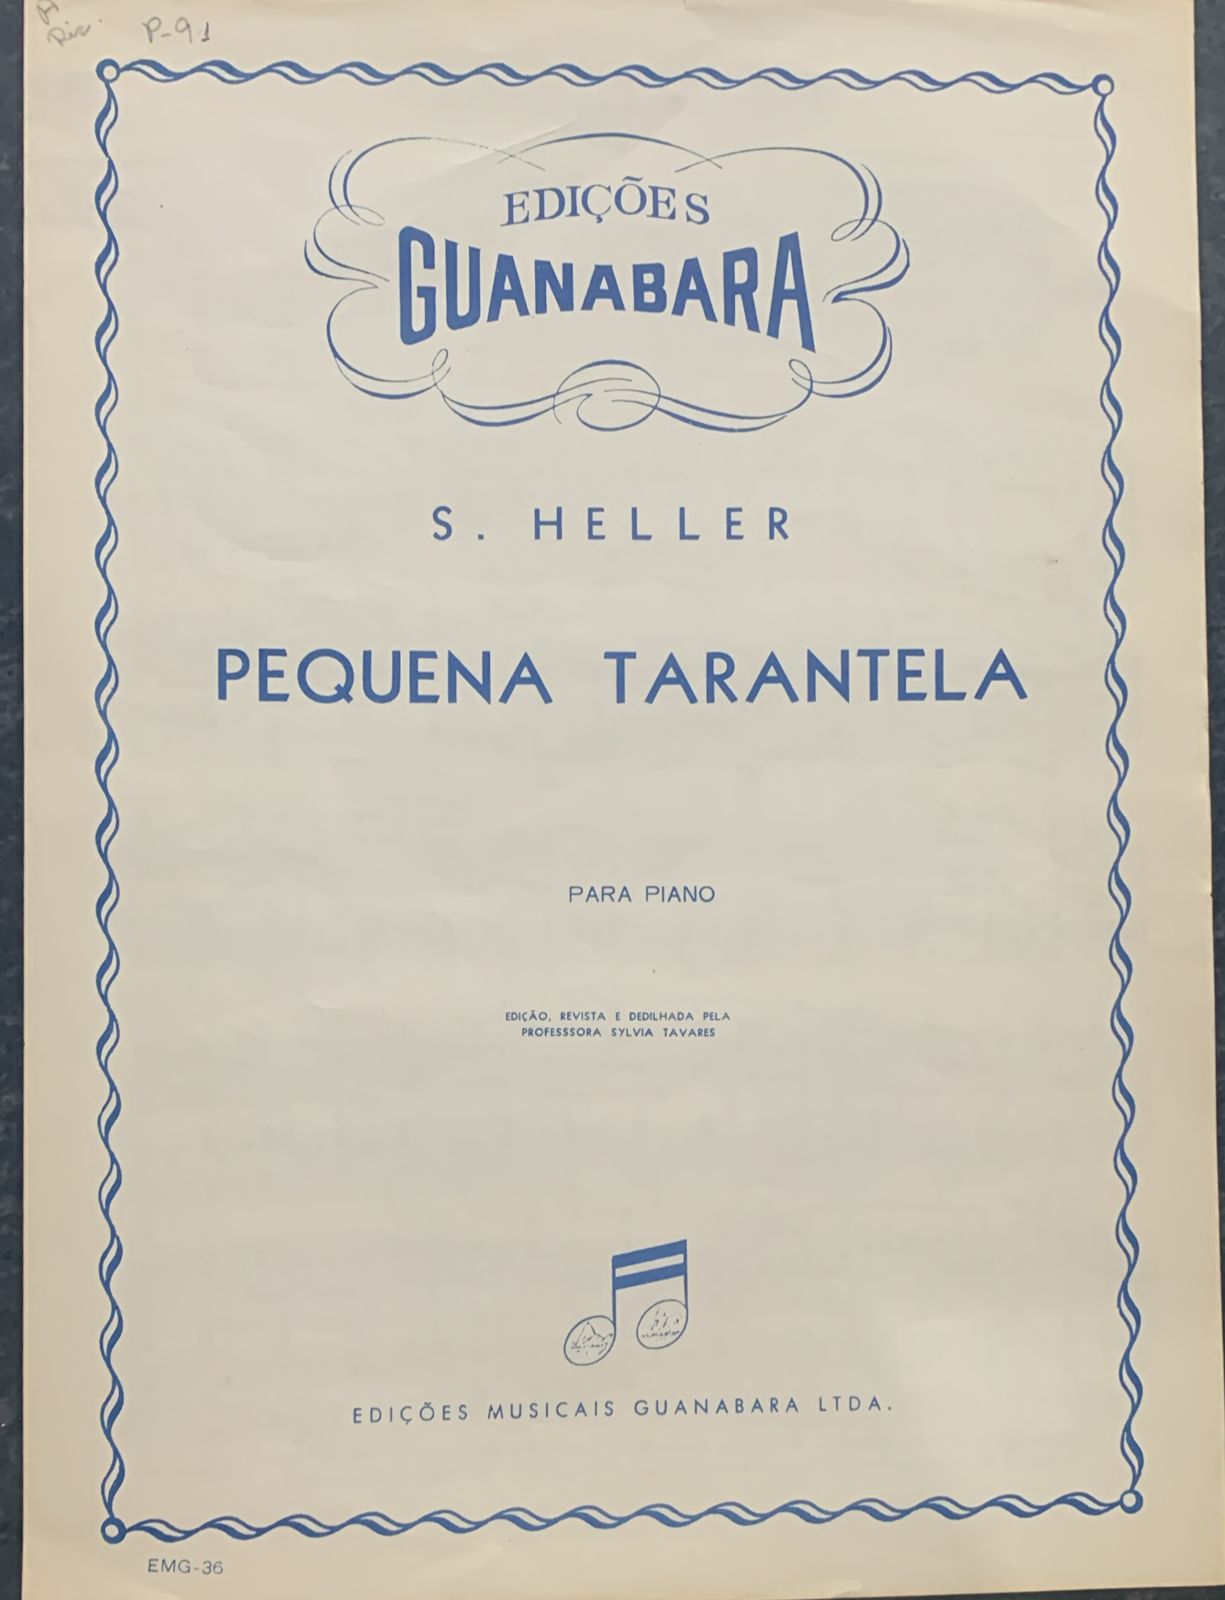 P-91
EDIÇÕES
GUANABARA
S. HELLER
PEQUENA TARANTELA
PARA PIANO
EDIÇÃO, REVISTA E DEDILHADA PELA
PROFESSSORA SYLVIA TAVARES
EDIÇÕES MUSICAIS GUANABARA LTDA.
EMG-36